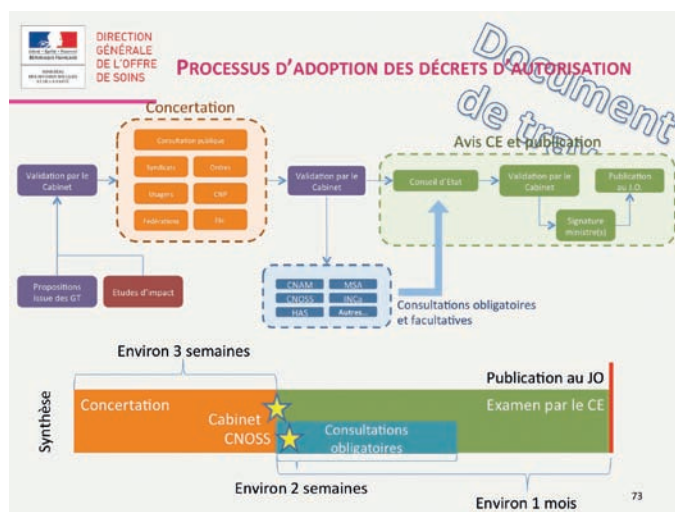 DIRECTION
GÉNÉRALE
DE L'OFFRE
DE SOINS
PROCESSUS D'ADOPTION DES DÉCRETS D'AUTORISATION
Document
de trav
Concertation
Consultation publique
Syndicats
Ordres
Usagers
CNP
Fédérations
Etc
Validation par le
Cabinet
Validation par le
Cabinet
Avis CE et publication
Conseil d'Etat
Validation par le
Cabinet
Publication
au J.O.
Signature
ministre(s)
Propositions
issue des GT
Etudes d'impact
CNAM
MSA
CNOSS
INCa
HAS
Autres...
Consultations obligatoires
et facultatives
Environ 3 semaines
Publication au JO
Synthèse
Concertation
Examen par le CE
Cabinet
CNOSS
Consultations
obligatoires
Environ 2 semaines
Environ 1 mois
73